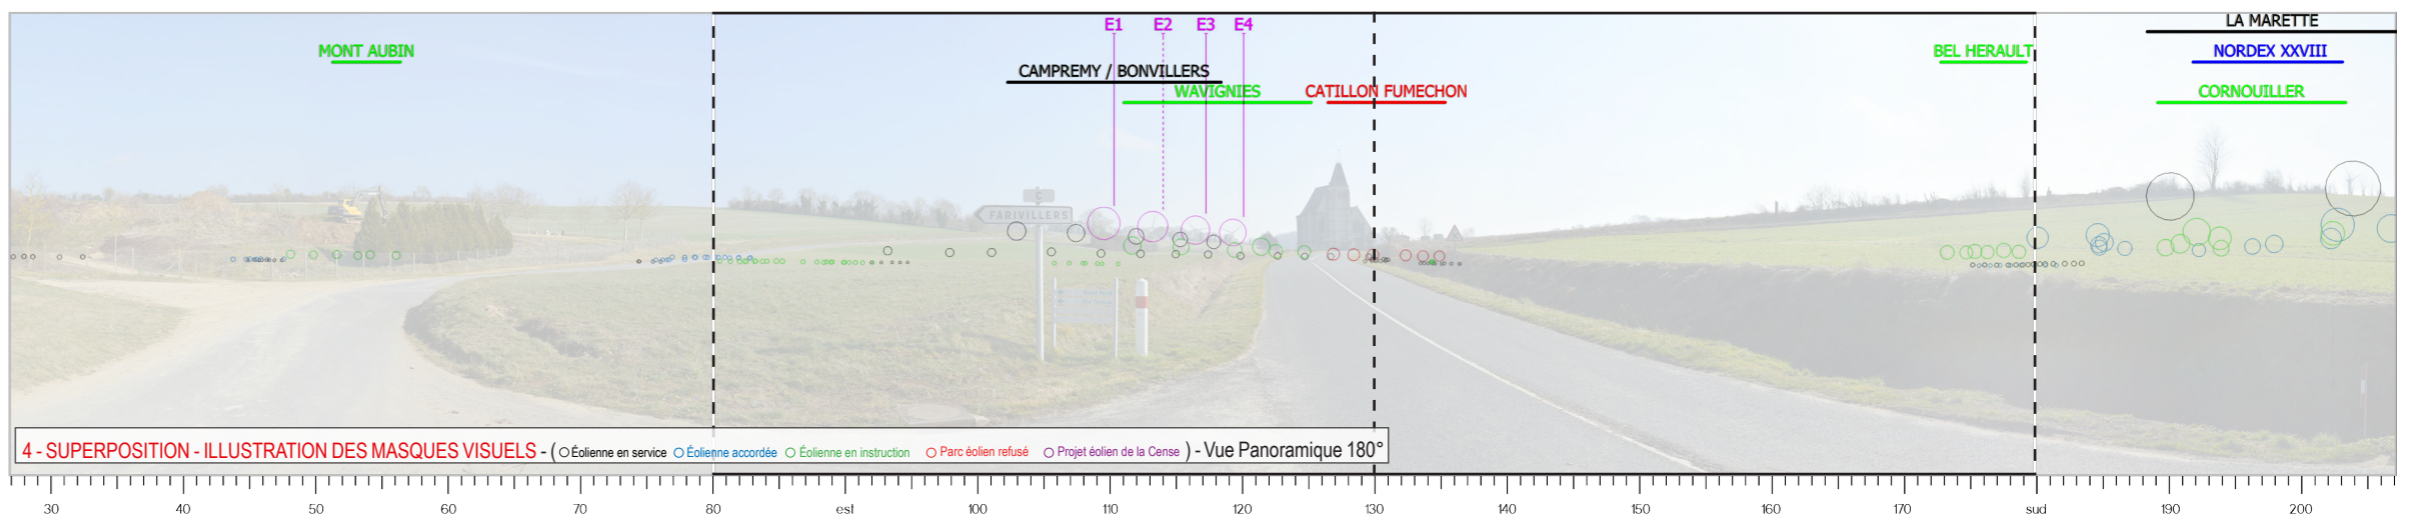 E1 E2 E3 E4
LA MARETTE
MONT AUBIN
BEL HERAULT
NORDEX XXVIII
CAMPREMY / BONVILLERS
WAVIGNIES
CATILLON FUMECHON
CORNOUILLER
C
FARIVILLERS
4 - SUPERPOSITION - ILLUSTRATION DES MASQUES VISUELS - ( Éolienne en service Éolienne accordée Éolienne en instruction Parc éolien refusé Projet éolien de la Cense ) - Vue Panoramique 180°
30 40 50 60 70 80 est 100 110 120 130 140 150 160 170 sud 190 200